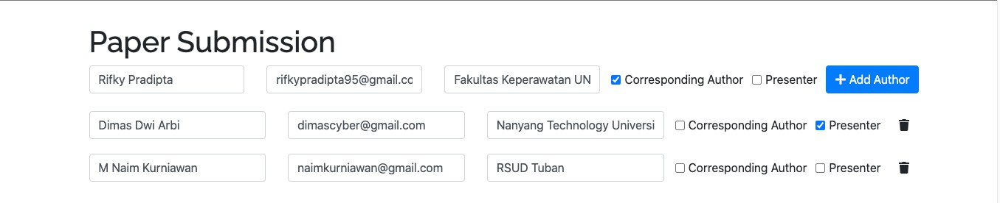 Paper Submission
Rifky Pradipta rifkypradipta95@gmail.cc Fakultas Keperawatan UN Corresponding Author Presenter + Add Author
Dimas Dwi Arbi dimascyber@gmail.com Nanyang Technology Universi Corresponding Author Presenter
M Naim Kurniawan naimkurniawan@gmail.com RSUD Tuban Corresponding Author Presenter